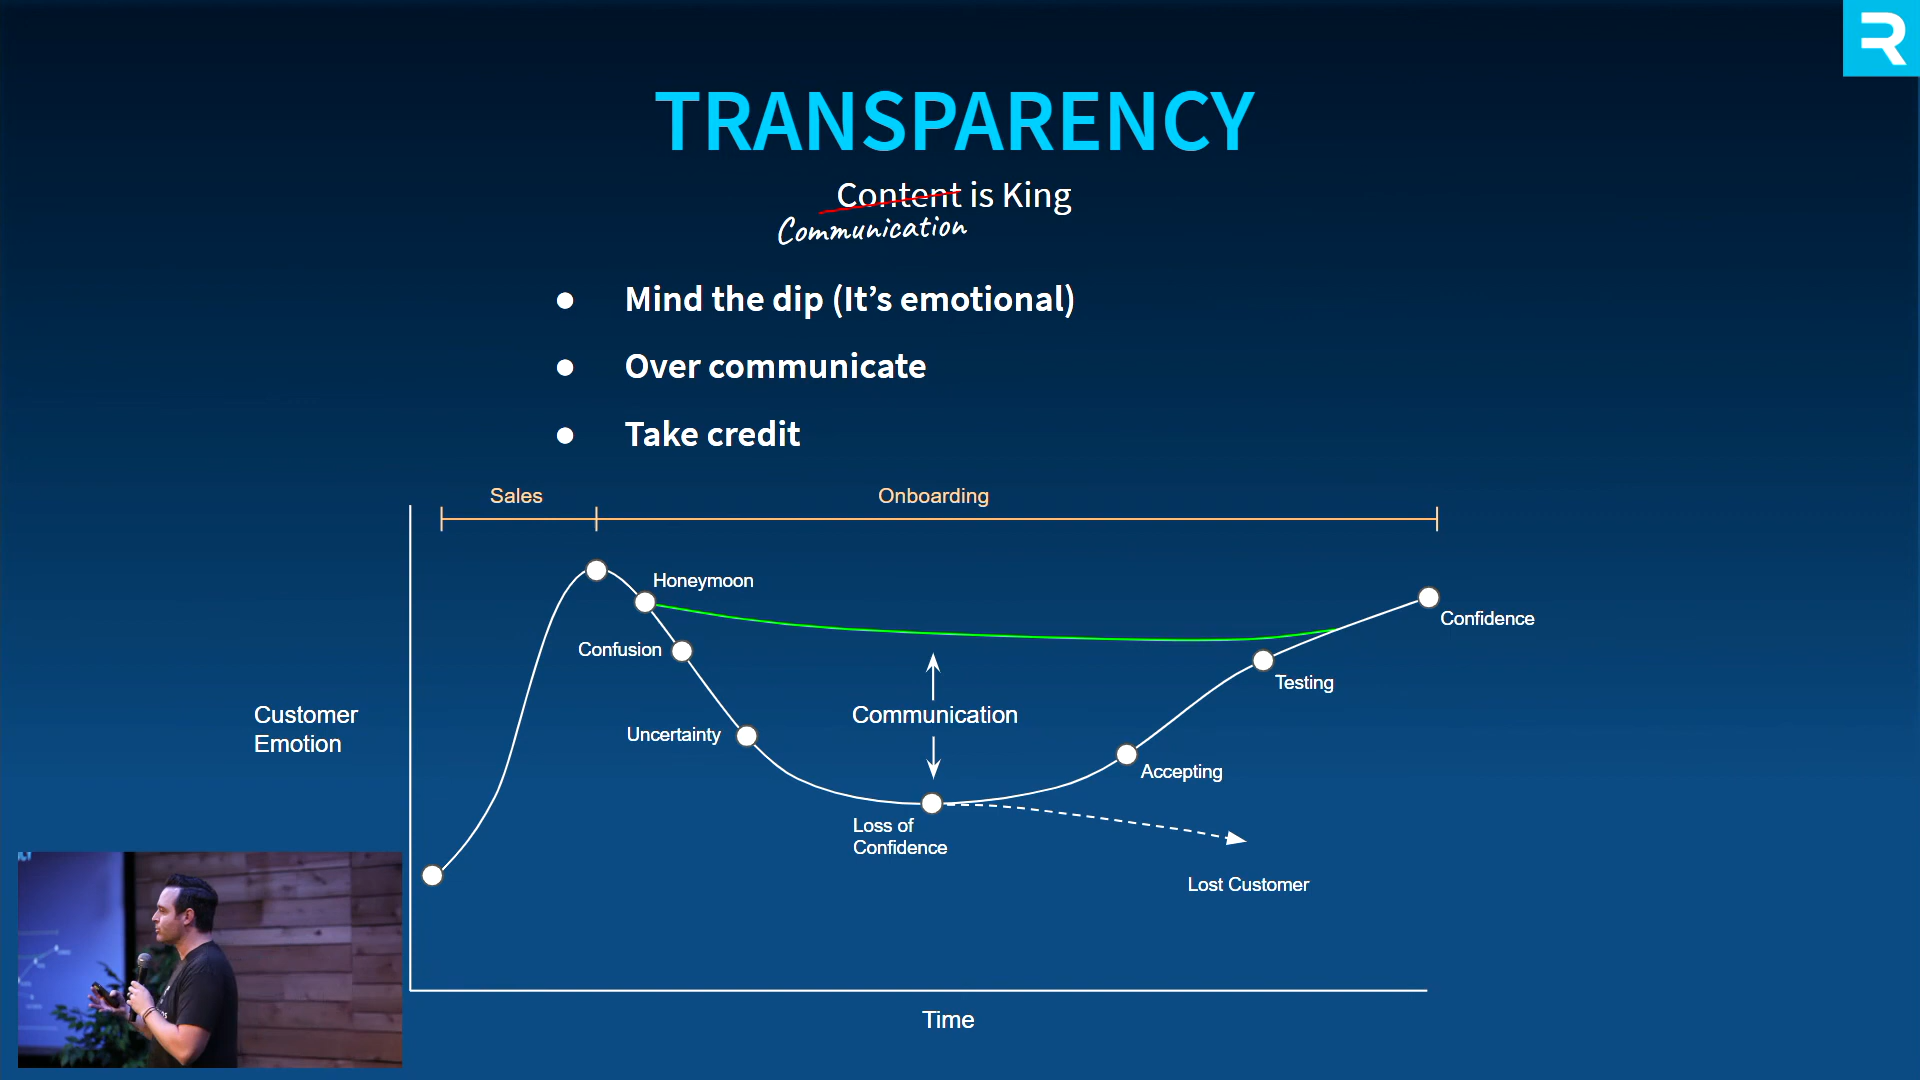 R
TRANSPARENCY
Content is King
Communication
● Mind the dip (It’s emotional)
● Over communicate
● Take credit
Sales
Onboarding
Honeymoon
Confusion
Confidence
Testing
Customer
Emotion
Communication
Uncertainty
Accepting
Loss of
Confidence
Lost Customer
Time